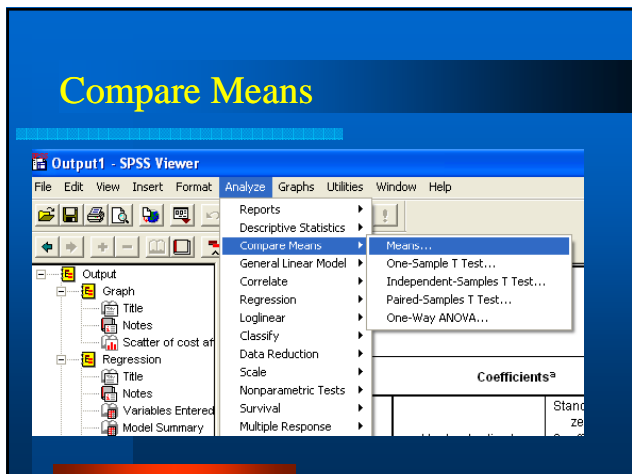 Compare Means
Output1 - SPSS Viewer
File Edit View Insert Format Analyze Graphs Utilities Window Help
Reports
Descriptive Statistics
Compare Means
General Linear Model
Correlate
Regression
Loglinear
Classify
Data Reduction
Scale
Nonparametric Tests
Survival
Multiple Response
Means...
One-Sample T Test...
Independent-Samples T Test...
Paired-Samples T Test...
One-Way ANOVA...
Output
Graph
Title
Notes
Scatter of cost af
Regression
Title
Notes
Variables Entered
Model Summary
Coefficientsª
Stand
ze